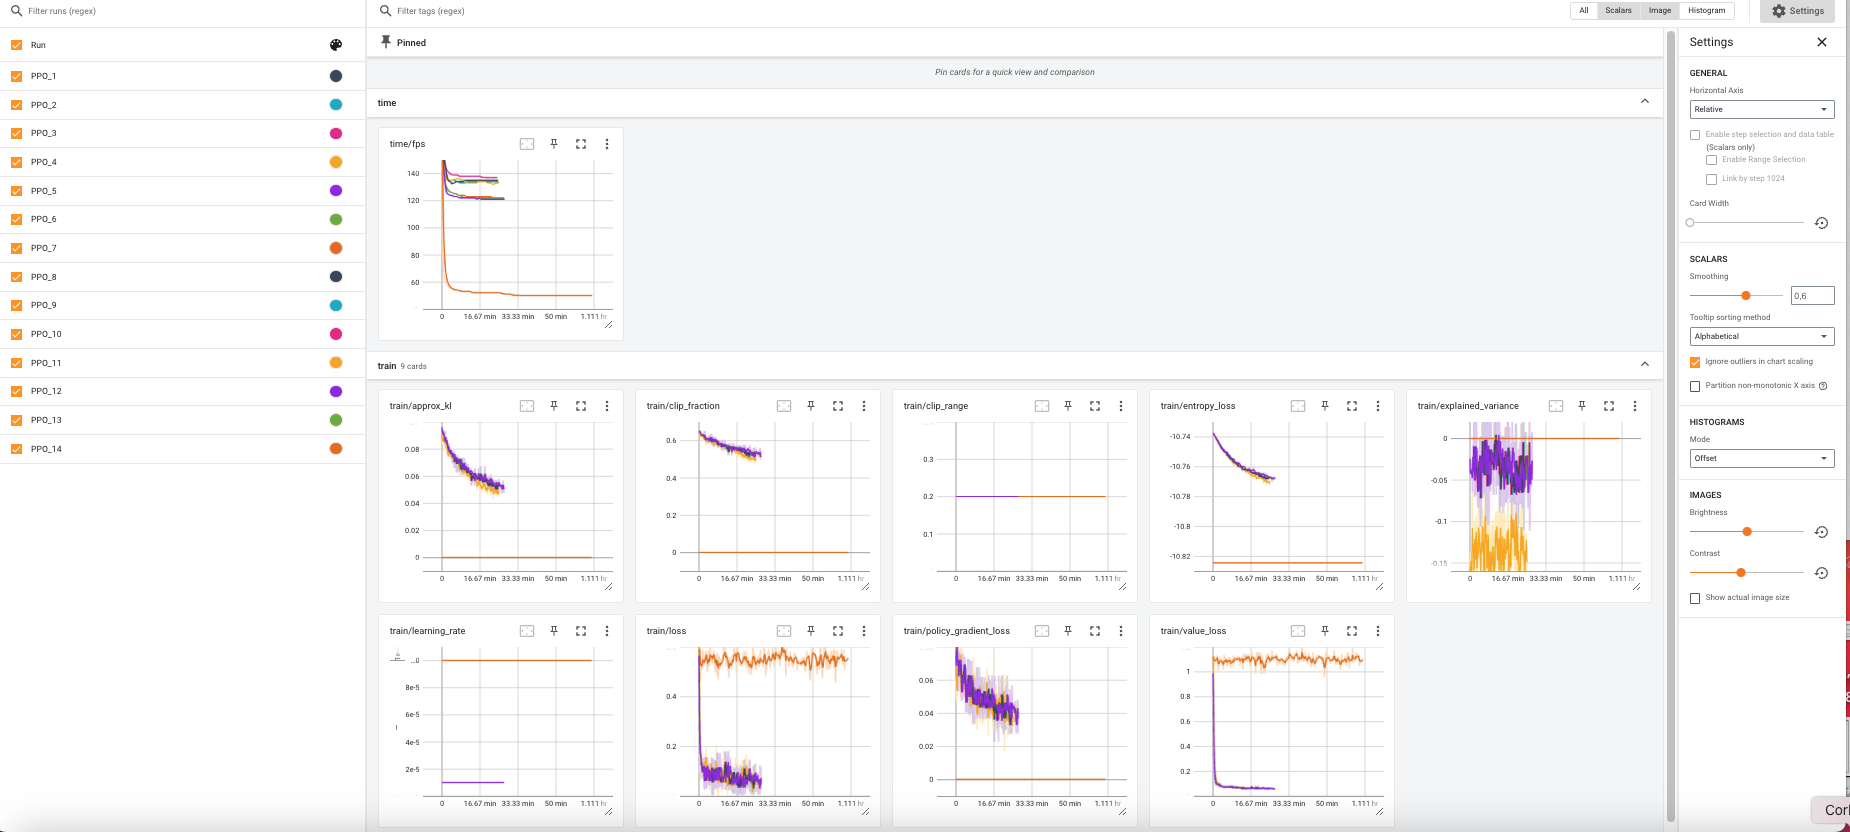 Filter runs (regex)
Filter tags (regex)
All
Scalars
Image
Histogram
Settings
Run
PPO_1
PPO_2
PPO_3
PPO_4
PPO_5
PPO_6
PPO_7
PPO_8
PPO_9
PPO_10
PPO_11
PPO_12
PPO_13
PPO_14
Pinned
Pin cards for a quick view and comparison
time
time/fps
140
120
100
80
60
0 16.67 min 33.33 min 50 min 1.111 hr
train 9 cards
train/approx_kl
0.1
0.08
0.06
0.04
0.02
0
0 16.67 min 33.33 min 50 min 1.111 hr
train/clip_fraction
0.6
0.4
0.2
0
0 16.67 min 33.33 min 50 min 1.111 hr
train/clip_range
0.3
0.2
0.1
0 16.67 min 33.33 min 50 min 1.111 hr
train/entropy_loss
-10.74
-10.76
-10.78
-10.8
-10.82
0 16.67 min 33.33 min 50 min 1.111 hr
train/explained_variance
0
-0.05
-0.1
-0.15
0 16.67 min 33.33 min 50 min 1.111 hr
train/learning_rate
...0
8e-5
6e-5
4e-5
2e-5
0 16.67 min 33.33 min 50 min 1.111 hr
train/loss
0.4
0.2
0 16.67 min 33.33 min 50 min 1.111 hr
train/policy_gradient_loss
0.06
0.04
0.02
0
0 16.67 min 33.33 min 50 min 1.111 hr
train/value_loss
1
0.8
0.6
0.4
0.2
0 16.67 min 33.33 min 50 min 1.111 hr
Settings
GENERAL
Horizontal Axis
Relative
Enable step selection and data table
(Scalars only)
Enable Range Selection
Link by step 1024
Card Width
SCALARS
Smoothing
0,6
Tooltip sorting method
Alphabetical
Ignore outliers in chart scaling
Partition non-monotonic X axis
HISTOGRAMS
Mode
Offset
IMAGES
Brightness
Contrast
Show actual image size